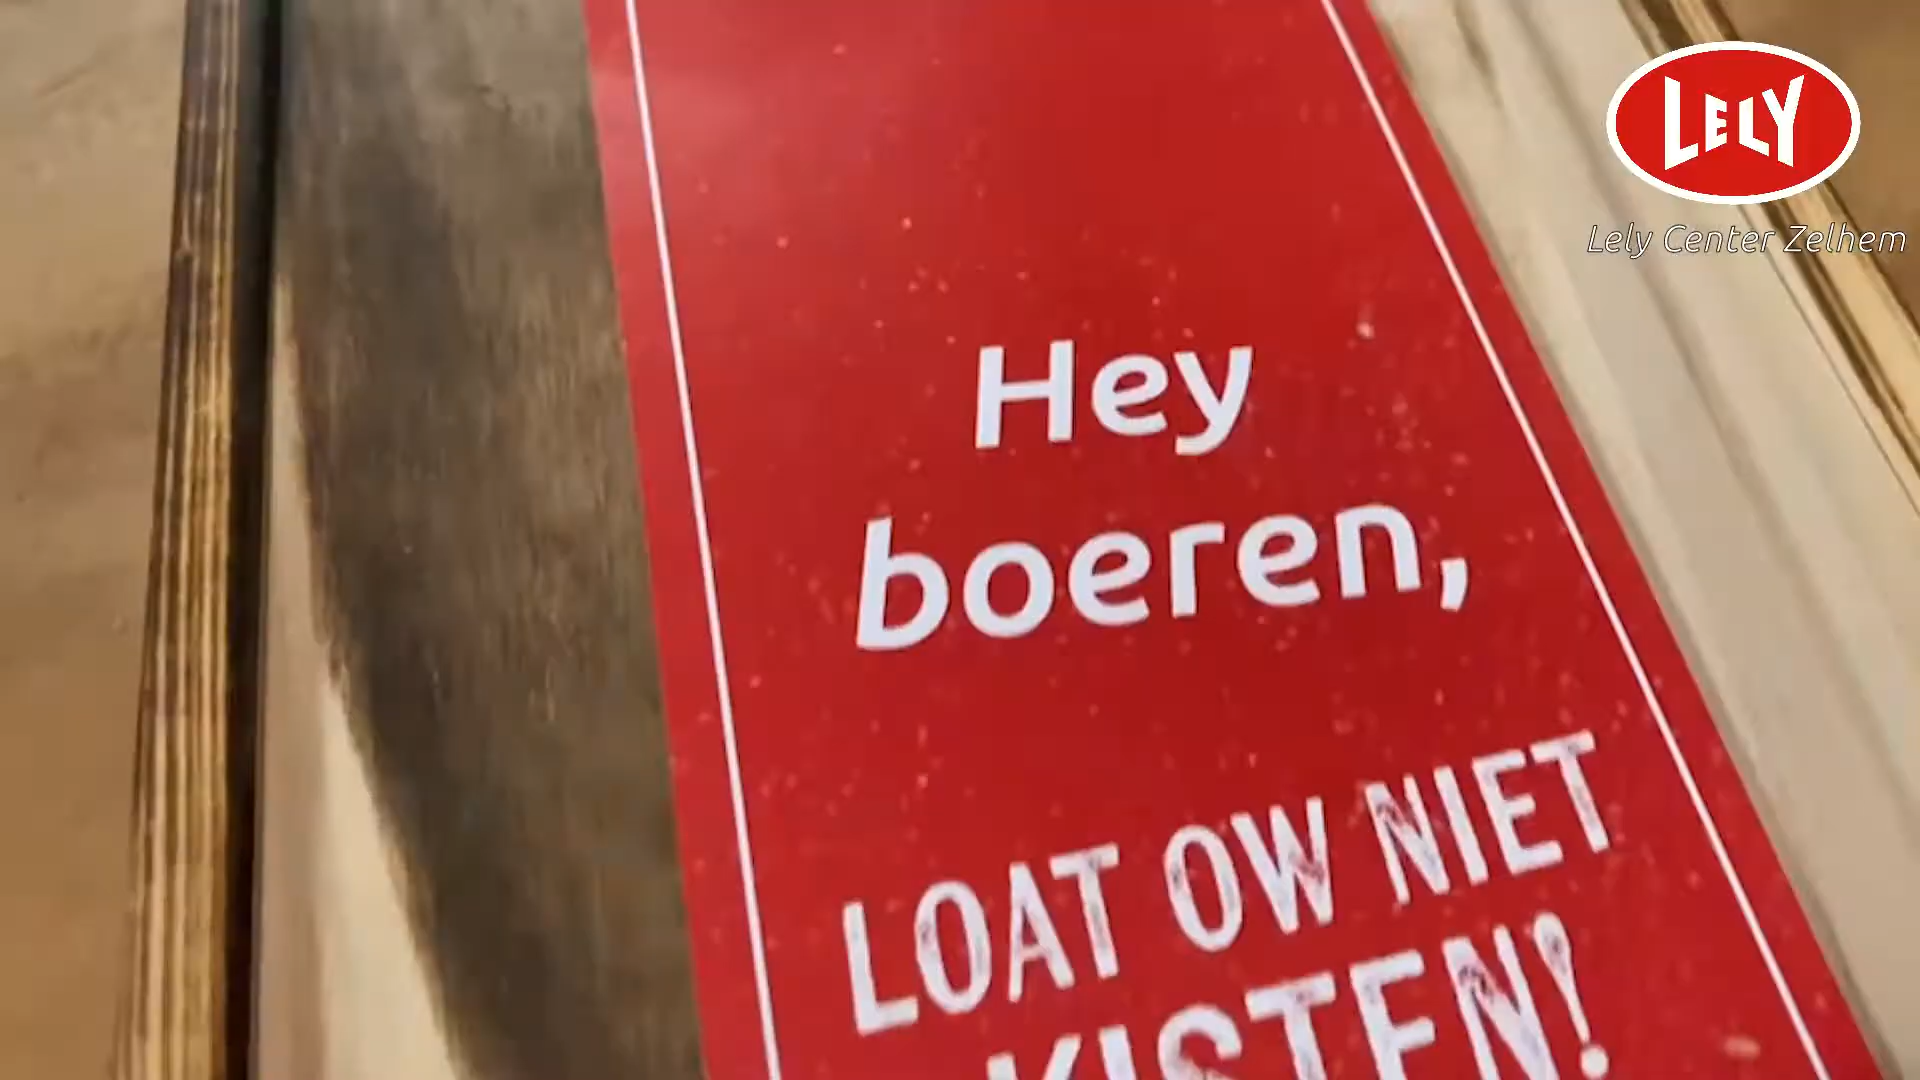 LELY
Lely Center Zelhem
Hey
boeren,
LOAT OW NIET
KISTEN!